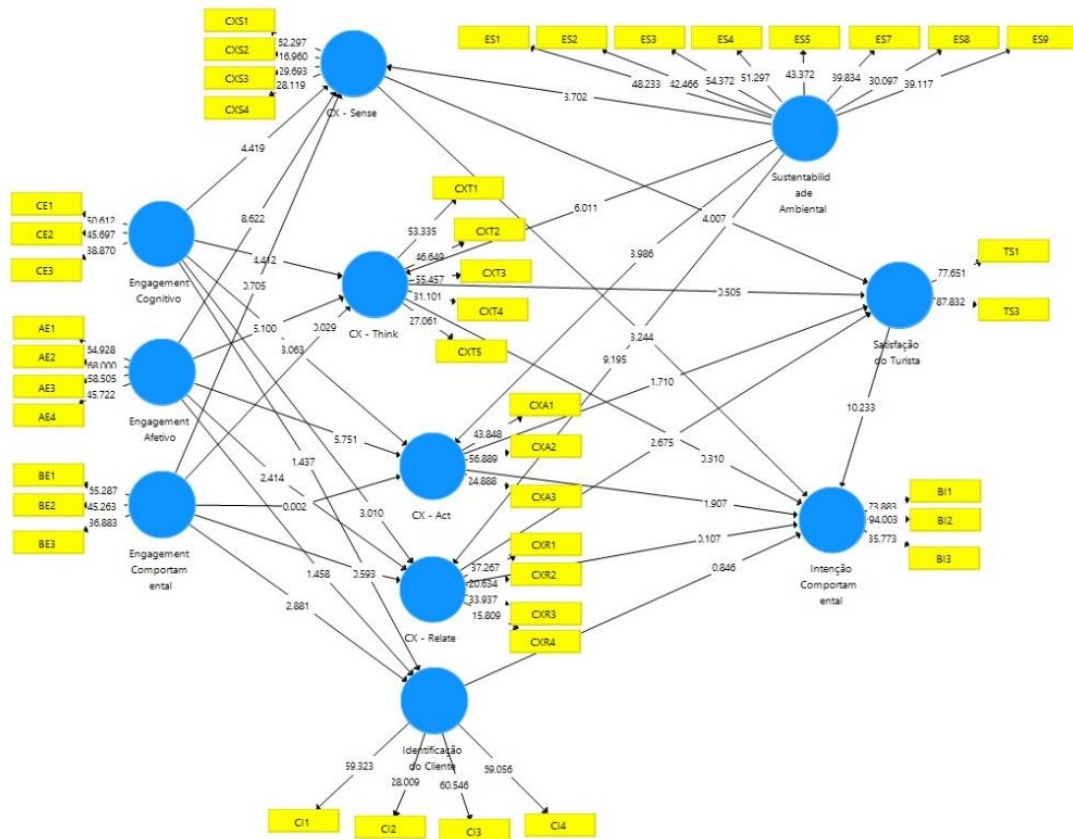 CXS1
CXS2
CXS3
CXS4
52.297
16.960
29.693
28.119
CX - Sense
ES1
ES2
ES3
ES4
ES5
ES7
ES8
ES9
48.233
42.466
54.372
51.297
43.372
39.834
30.097
39.117
3.702
Sustentabilid
ade
Ambiental
4.419
CE1
CE2
CE3
50.612
45.697
38.870
Engagement
Cognitivo
8.622
4.412
0.705
CXT1
CXT2
CXT3
CXT4
CXT5
53.335
46.649
55.457
31.101
27.061
CX - Think
6.011
4.007
3.986
TS1
TS3
77.651
87.832
0.505
Satisfação
do Turista
AE1
AE2
AE3
AE4
54.928
68.000
58.505
45.722
Engagement
Afetivo
5.100
0.029
3.063
3.244
9.195
1.710
10.233
CXA1
CXA2
CXA3
43.848
56.889
24.888
CX - Act
5.751
2.675
0.310
BE1
BE2
BE3
55.287
45.263
36.883
Engagement
Comportam
ental
1.437
2.414
0.002
3.010
1.907
BI1
BI2
BI3
73.883
94.003
35.773
Intenção
Comportam
ental
CXR1
CXR2
CXR3
CXR4
37.267
20.634
33.937
15.809
CX - Relate
0.107
0.593
1.458
2.881
0.846
Identificação
do Cliente
59.323
28.009
60.546
59.056
CI1
CI2
CI3
CI4